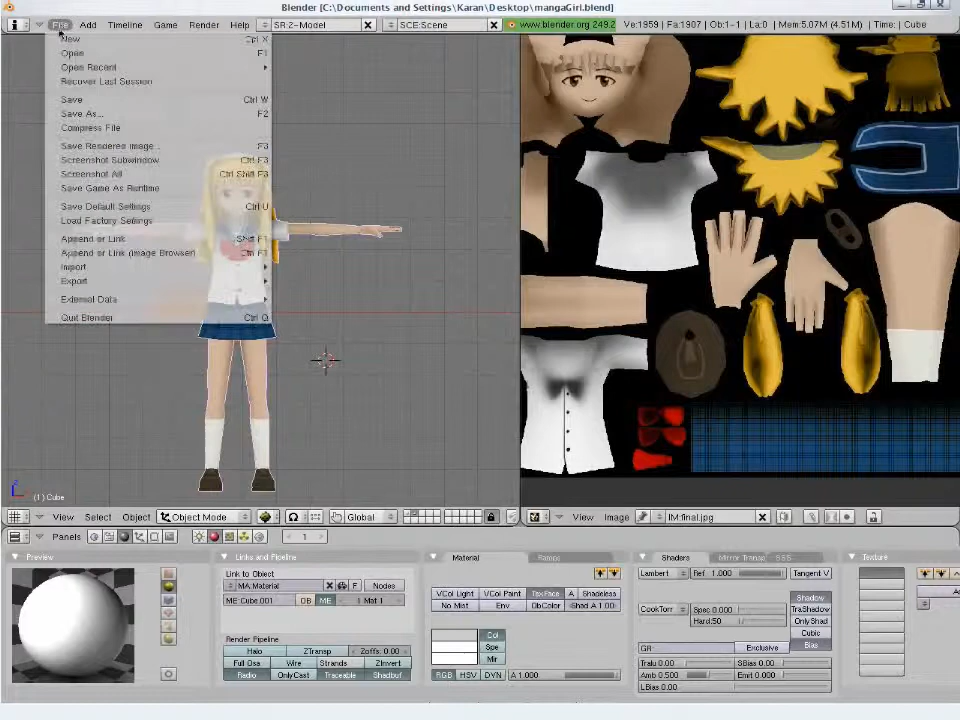 Blender [C:\Documents and Settings\Karan\Desktop\mangaGirl.blend]
File Add Timeline Game Render Help SR:2-Model SCE:Scene www.blender.org 249.2 Ve:1959 | Fa:1907 | Ob:1-1 | La:0 | Mem:5.07M (4.51M) | Time: | Cube
New Ctrl X
Open F1
Open Recent
Recover Last Session
Save Ctrl W
Save As... F2
Compress File
Save Rendered Image... F3
Screenshot Subwindow Ctrl F3
Screenshot All Ctrl Shift F3
Save Game As Runtime
Save Default Settings Ctrl U
Load Factory Settings
Append or Link Shift F1
Append or Link (Image Browser) Ctrl F1
Import
Export
External Data
Quit Blender Ctrl Q
(1) Cube
View Select Object Object Mode Global View Image IM:final.jpg
Panels 1
Preview Links and Pipeline Material Ramps Shaders Mirror Transp SSS Texture
Link to Object
MA:Material F Nodes
ME:Cube.001 OB ME 1 Mat 1
Render Pipeline
Halo ZTransp Zoffs: 0.00
Full Osa Wire Strands ZInvert
Radio OnlyCast Traceable Shadbuf
VCol Light VCol Paint TexFace A Shadeless
No Mist Env ObColor Shad A 1.00
Col
Spe
Mir
RGB HSV DYN A 1.000
Lambert Ref 1.000 Tangent V
CookTorr Spec 0.000
Hard:50
Shadow
TraShadow
OnlyShad
Cubic
Bias
GR: Exclusive
Tralu 0.00 SBias 0.00
Amb 0.500 Emit 0.000
LBias 0.00